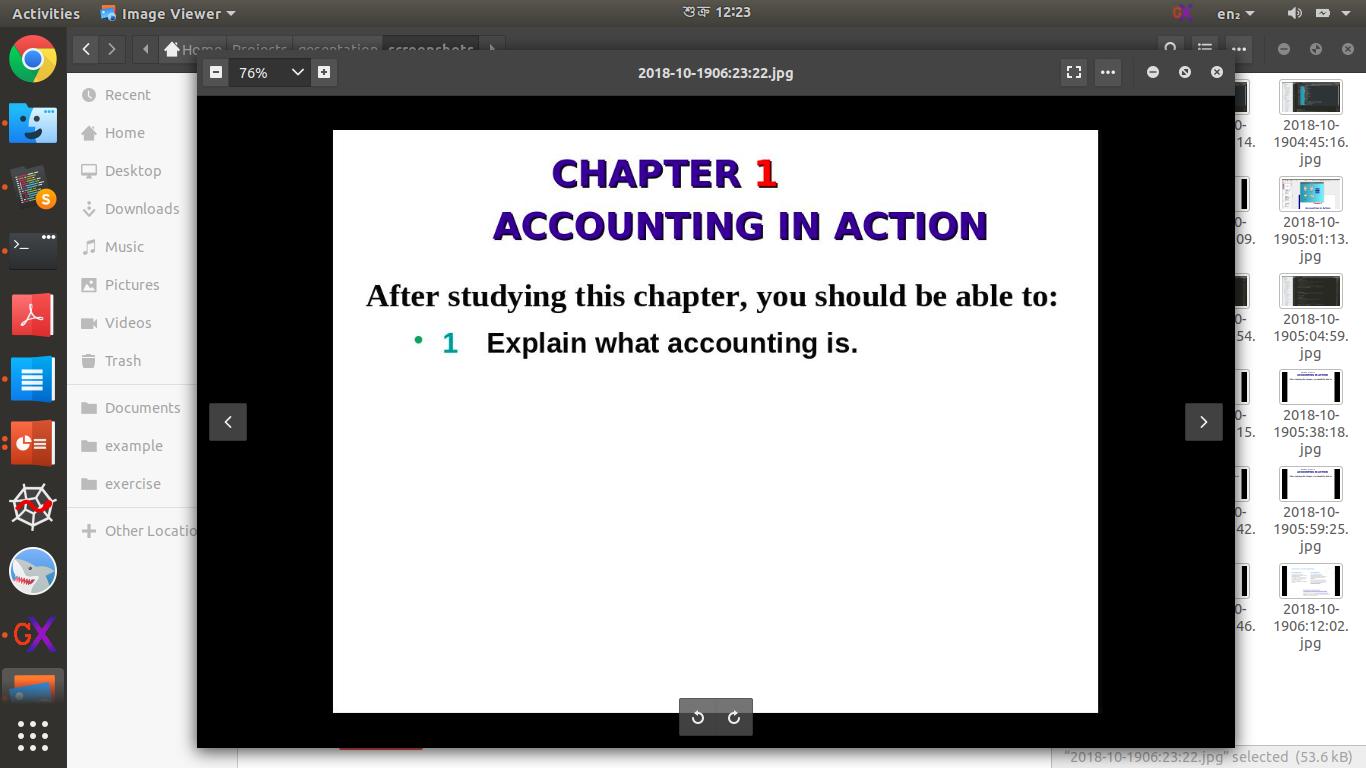 Activities
Image Viewer
শুক্র ১২:23
en₂
Home
Projects
screenshots
76%
2018-10-1906:23:22.jpg
Recent
Home
Desktop
Downloads
Music
Pictures
Videos
Trash
Documents
example
exercise
Other Locatio
CHAPTER 1
ACCOUNTING IN ACTION
After studying this chapter, you should be able to:
• 1 Explain what accounting is.
0-
14.
2018-10-
1904:45:16.
jpg
09.
2018-10-
1905:01:13.
jpg
54.
2018-10-
1905:04:59.
jpg
15.
2018-10-
1905:38:18.
jpg
42.
2018-10-
1905:59:25.
jpg
46.
2018-10-
1906:12:02.
jpg
"2018-10-1906:23:22.jpg" selected (53.6 kB)